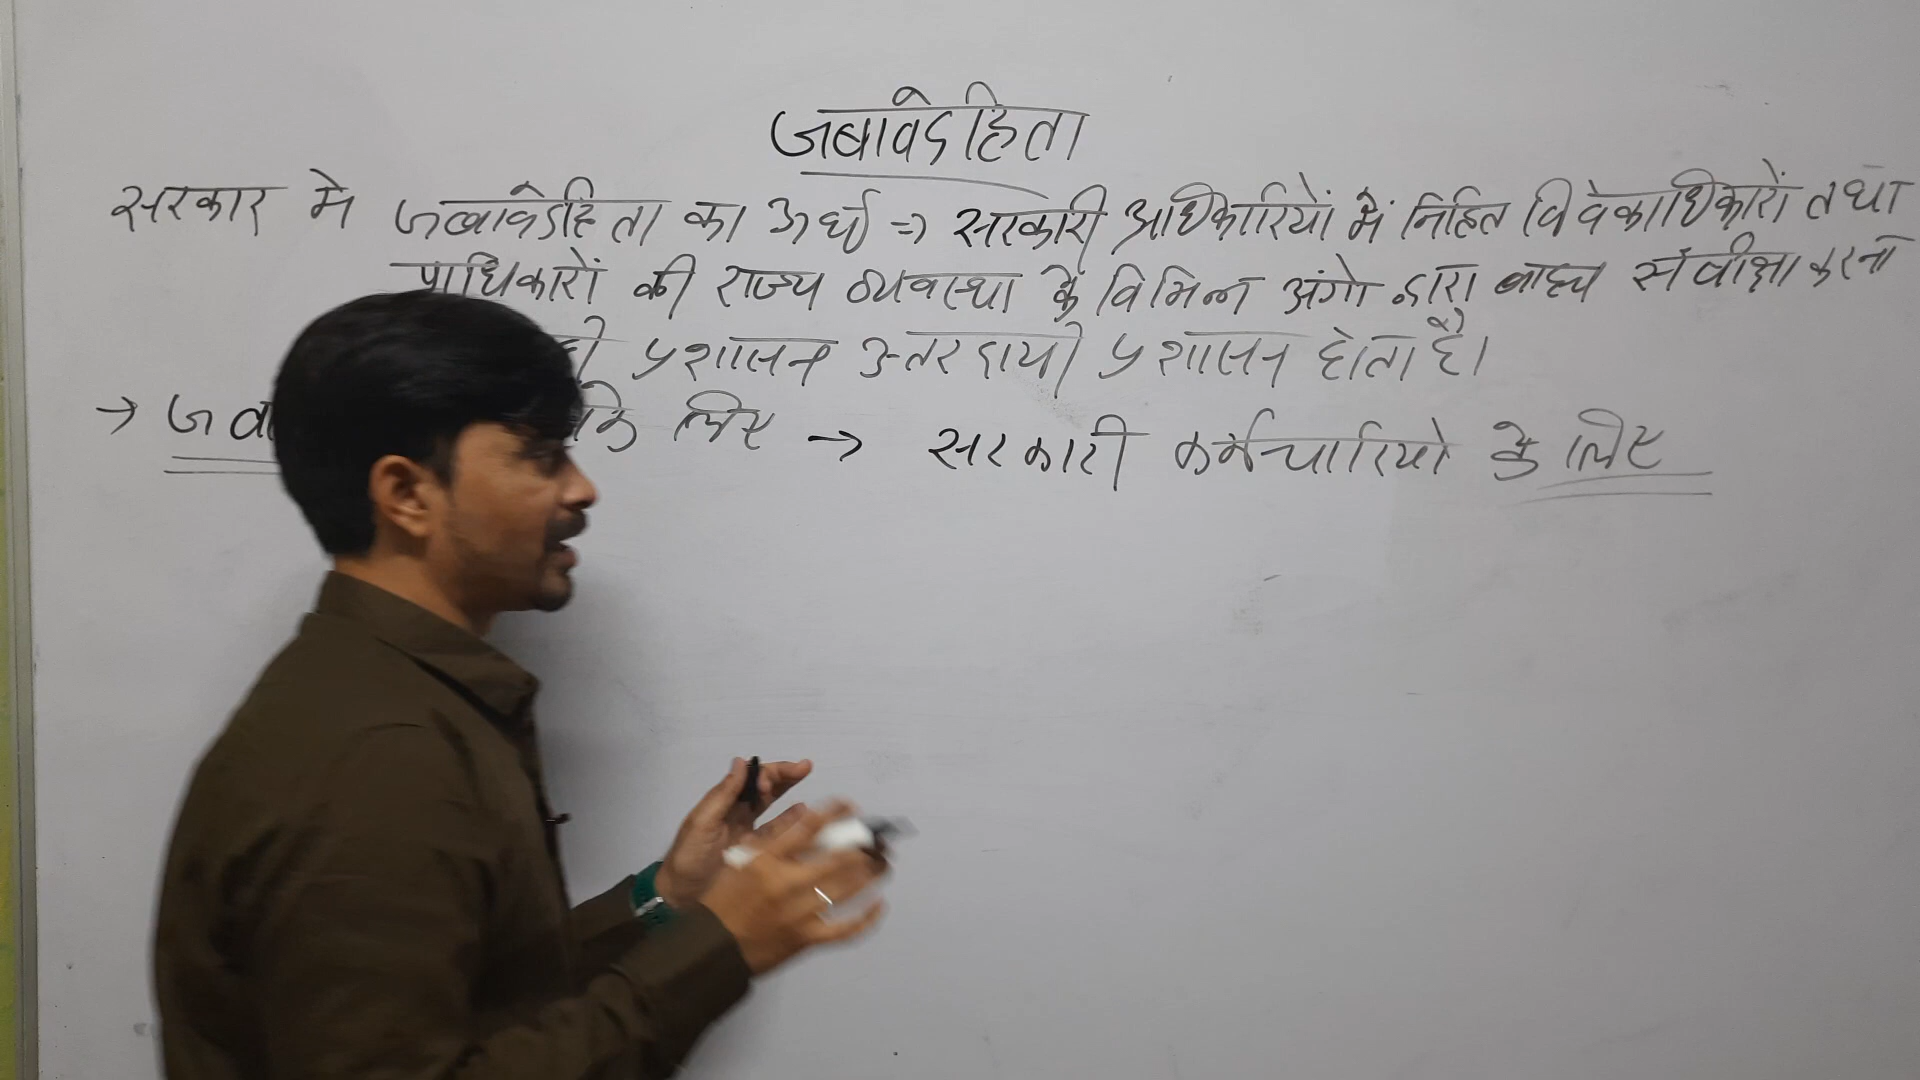 जबावदेहिता
सरकार मे जबावदेहिता का अर्थ => सरकारी अधिकारियों में निहित विवेकाधिकारों तथा
प्राधिकारों की राज्य व्यवस्था के विभिन्न अंगो द्वारा बाह्य संवीक्षा करना
प्रशासन उत्तरदायी प्रशासन होता है।
→ लिए → सरकारी कर्मचारियो के लिए